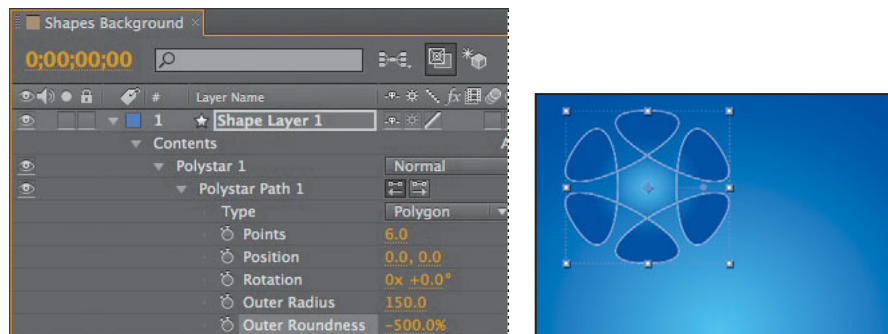 Shapes Background ×
0;00;00;00
# Layer Name
1 Shape Layer 1
Contents
Polystar 1 Normal
Polystar Path 1
Type Polygon
Points 6.0
Position 0.0, 0.0
Rotation 0x +0.0°
Outer Radius 150.0
Outer Roundness -500.0%